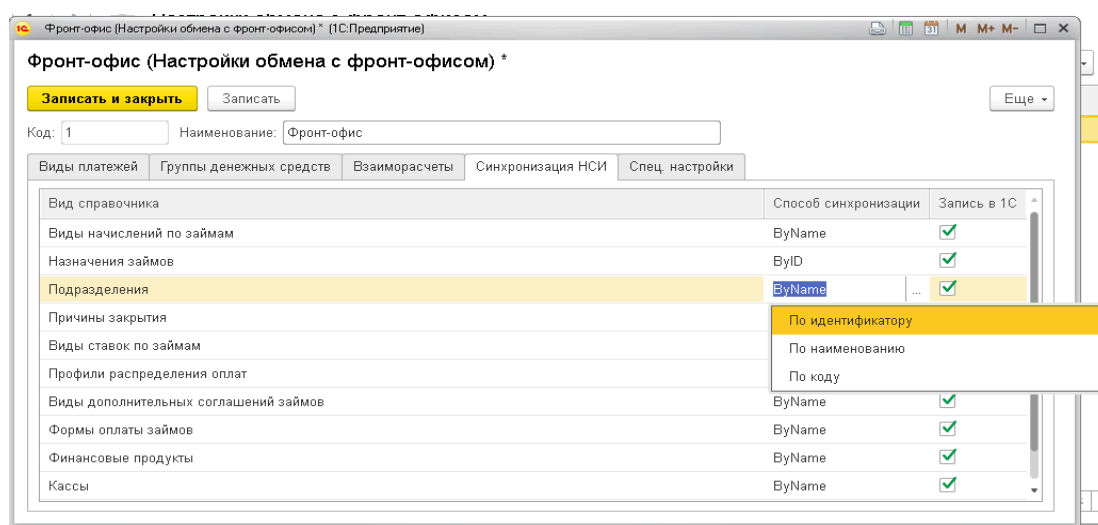 Фронт-офис (Настройки обмена с фронт-офисом) * (1С:Предприятие) M M+ M-
Фронт-офис (Настройки обмена с фронт-офисом) *
Записать и закрыть Записать Еще
Код: 1 Наименование: Фронт-офис
Виды платежей Группы денежных средств Взаиморасчеты Синхронизация НСИ Спец. настройки
Вид справочника Способ синхронизации Запись в 1С
Виды начислений по займам ByName
Назначения займов ByID
Подразделения ByName ...
Причины закрытия По идентификатору
Виды ставок по займам По наименованию
Профили распределения оплат По коду
Виды дополнительных соглашений займов ByName
Формы оплаты займов ByName
Финансовые продукты ByName
Кассы ByName